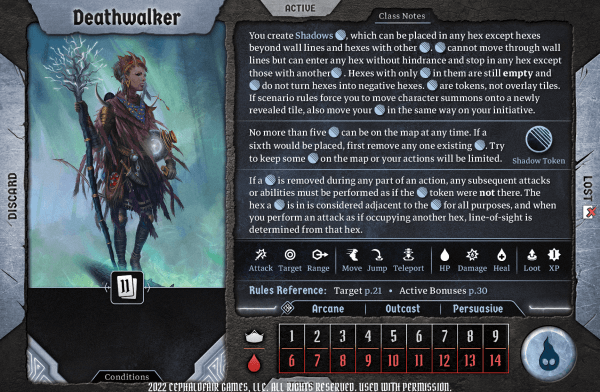 Deathwalker
ACTIVE
Class Notes
You create Shadows , which can be placed in any hex except hexes
beyond wall lines and hexes with other . cannot move through wall
lines but can enter any hex without hindrance and stop in any hex except
those with another . Hexes with only in them are still empty and
do not turn hexes into negative hexes. are tokens, not overlay tiles.
If scenario rules force you to move character summons onto a newly
revealed tile, also move your in the same way on your initiative.
No more than five can be on the map at any time. If a
sixth would be placed, first remove any one existing . Try
to keep some on the map or your actions will be limited.
Shadow Token
If a is removed during any part of an action, any subsequent attacks
or abilities must be performed as if the token were not there. The
hex a is in is considered adjacent to the for all purposes, and when
you perform an attack as if occupying another hex, line-of-sight is
determined from that hex.
Attack Target Range Move Jump Teleport HP Damage Heal Loot XP
Rules Reference: Target p.21 • Active Bonuses p.30
Arcane Outcast Persuasive
1 2 3 4 5 6 7 8 9
6 7 8 9 10 11 12 13 14
DISCARD
LOST
11
Conditions
2022 CEPHALOFAIR GAMES, LLC. ALL RIGHTS RESERVED. USED WITH PERMISSION.